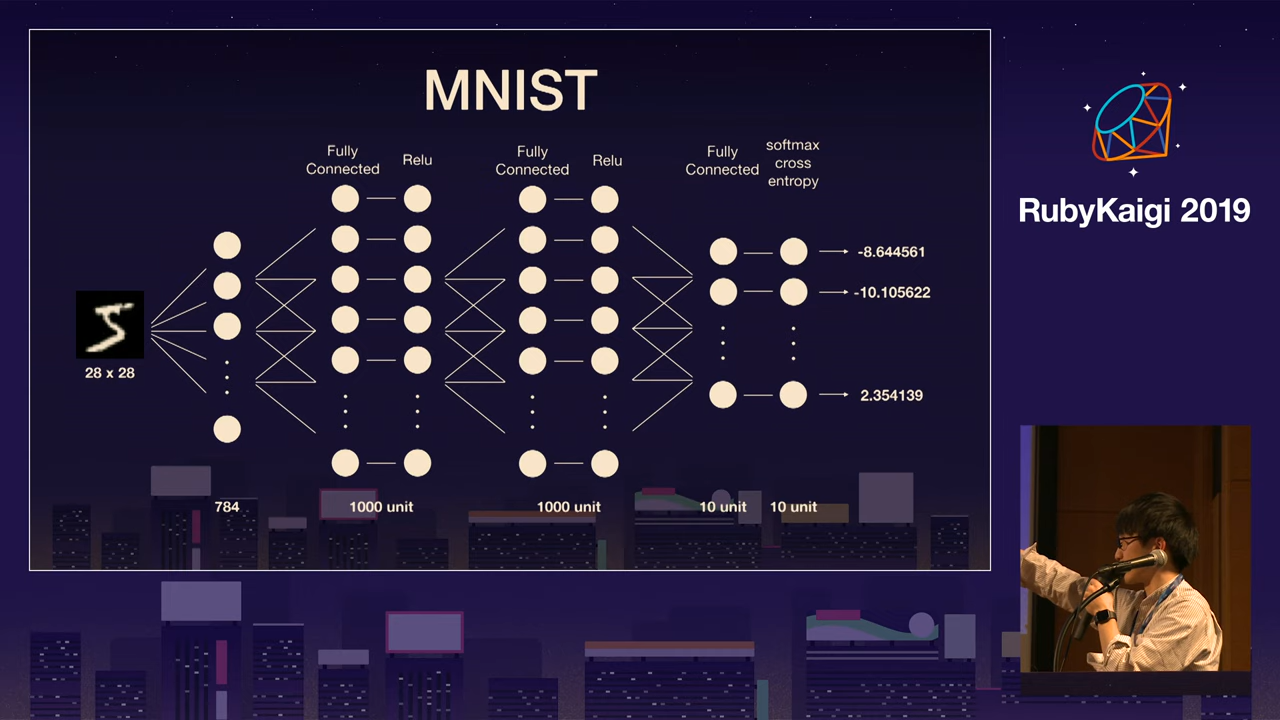 MNIST
Fully
Connected
Relu
Fully
Connected
Relu
Fully
Connected
softmax
cross
entropy
-8.644561
-10.105622
2.354139
28 x 28
784
1000 unit
1000 unit
10 unit
10 unit
RubyKaigi 2019